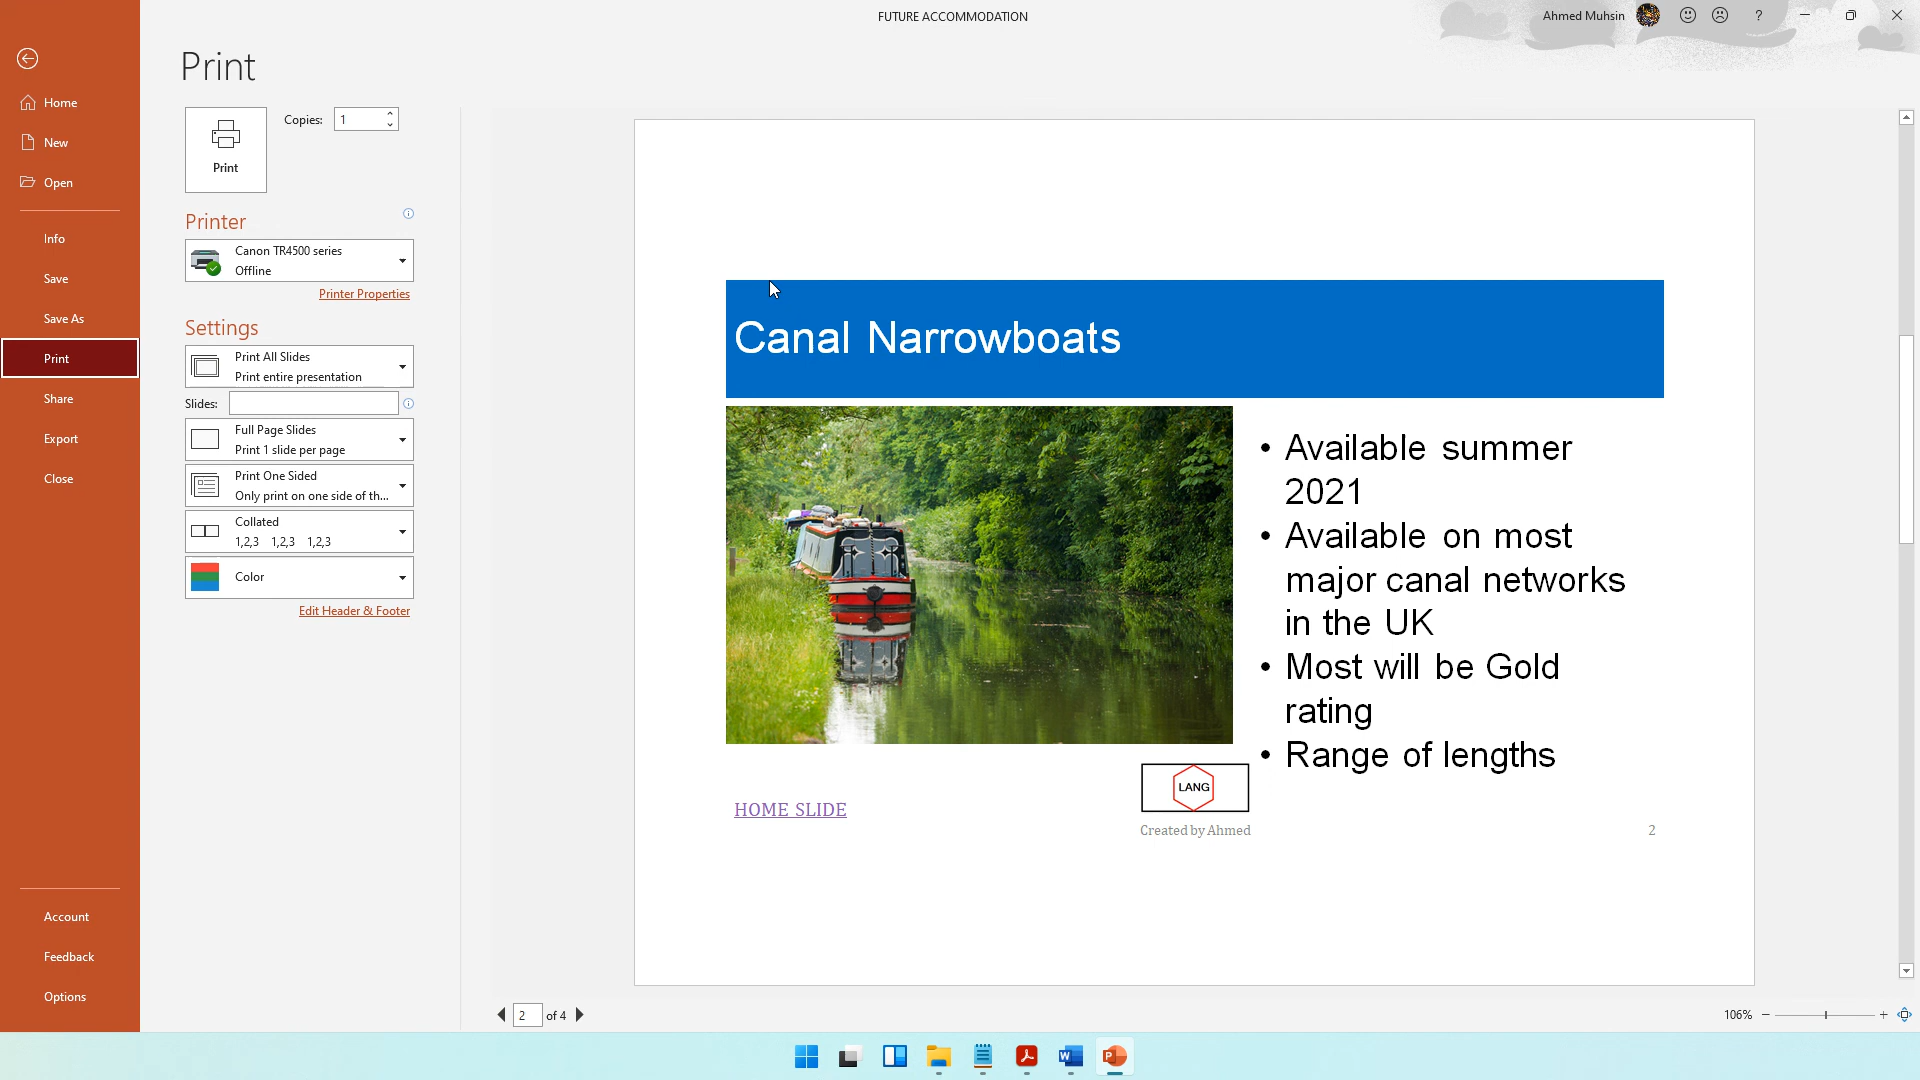 FUTURE ACCOMMODATION
Ahmed Muhsin
?
Print
Home
New
Open
Info
Save
Save As
Print
Share
Export
Close
Account
Feedback
Options
Copies:
1
Print
Printer
Canon TR4500 series
Offline
Printer Properties
Settings
Print All Slides
Print entire presentation
Slides:
Full Page Slides
Print 1 slide per page
Print One Sided
Only print on one side of th...
Collated
1,2,3 1,2,3 1,2,3
Color
Edit Header & Footer
Canal Narrowboats
• Available summer
2021
• Available on most
major canal networks
in the UK
• Most will be Gold
rating
• Range of lengths
LANG
HOME SLIDE
Created by Ahmed
2
2 of 4
106%